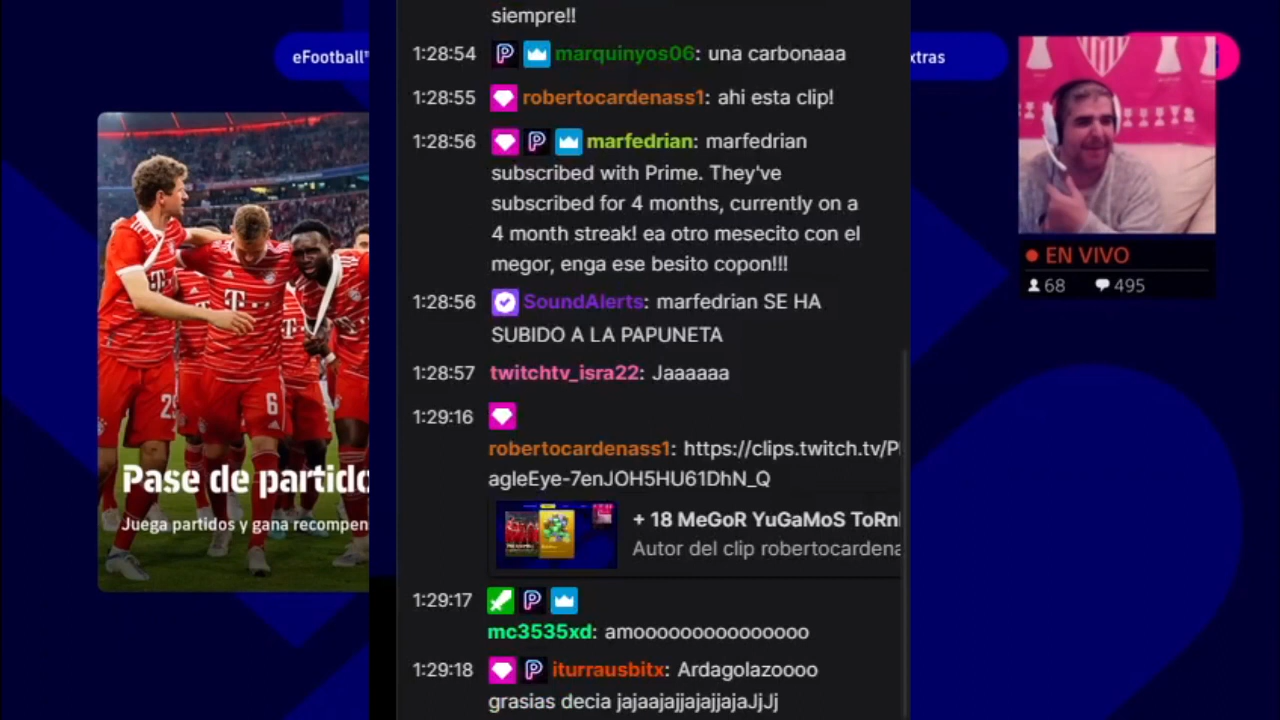 siempre!!
eFootball™
xtras
1:28:54 marquinyos06: una carbonaaa
1:28:55 robertocardenass1: ahi esta clip!
1:28:56 marfedrian: marfedrian
subscribed with Prime. They've
subscribed for 4 months, currently on a
4 month streak! ea otro mesecito con el
megor, enga ese besito copon!!!
1:28:56 SoundAlerts: marfedrian SE HA
SUBIDO A LA PAPUNETA
1:28:57 twitchtv_isra22: Jaaaaaa
1:29:16
robertocardenass1: https://clips.twitch.tv/Pl
agleEye-7enJOH5HU61DhN_Q
+ 18 MeGoR YuGaMoS ToRnE
Autor del clip robertocardena
1:29:17
mc3535xd: amooooooooooooooo
1:29:18 iturrausbitx: Ardagolazoooo
grasias decia jajaajajjajajjajaJjJj
Pase de partido
Juega partidos y gana recompen
EN VIVO
68 495